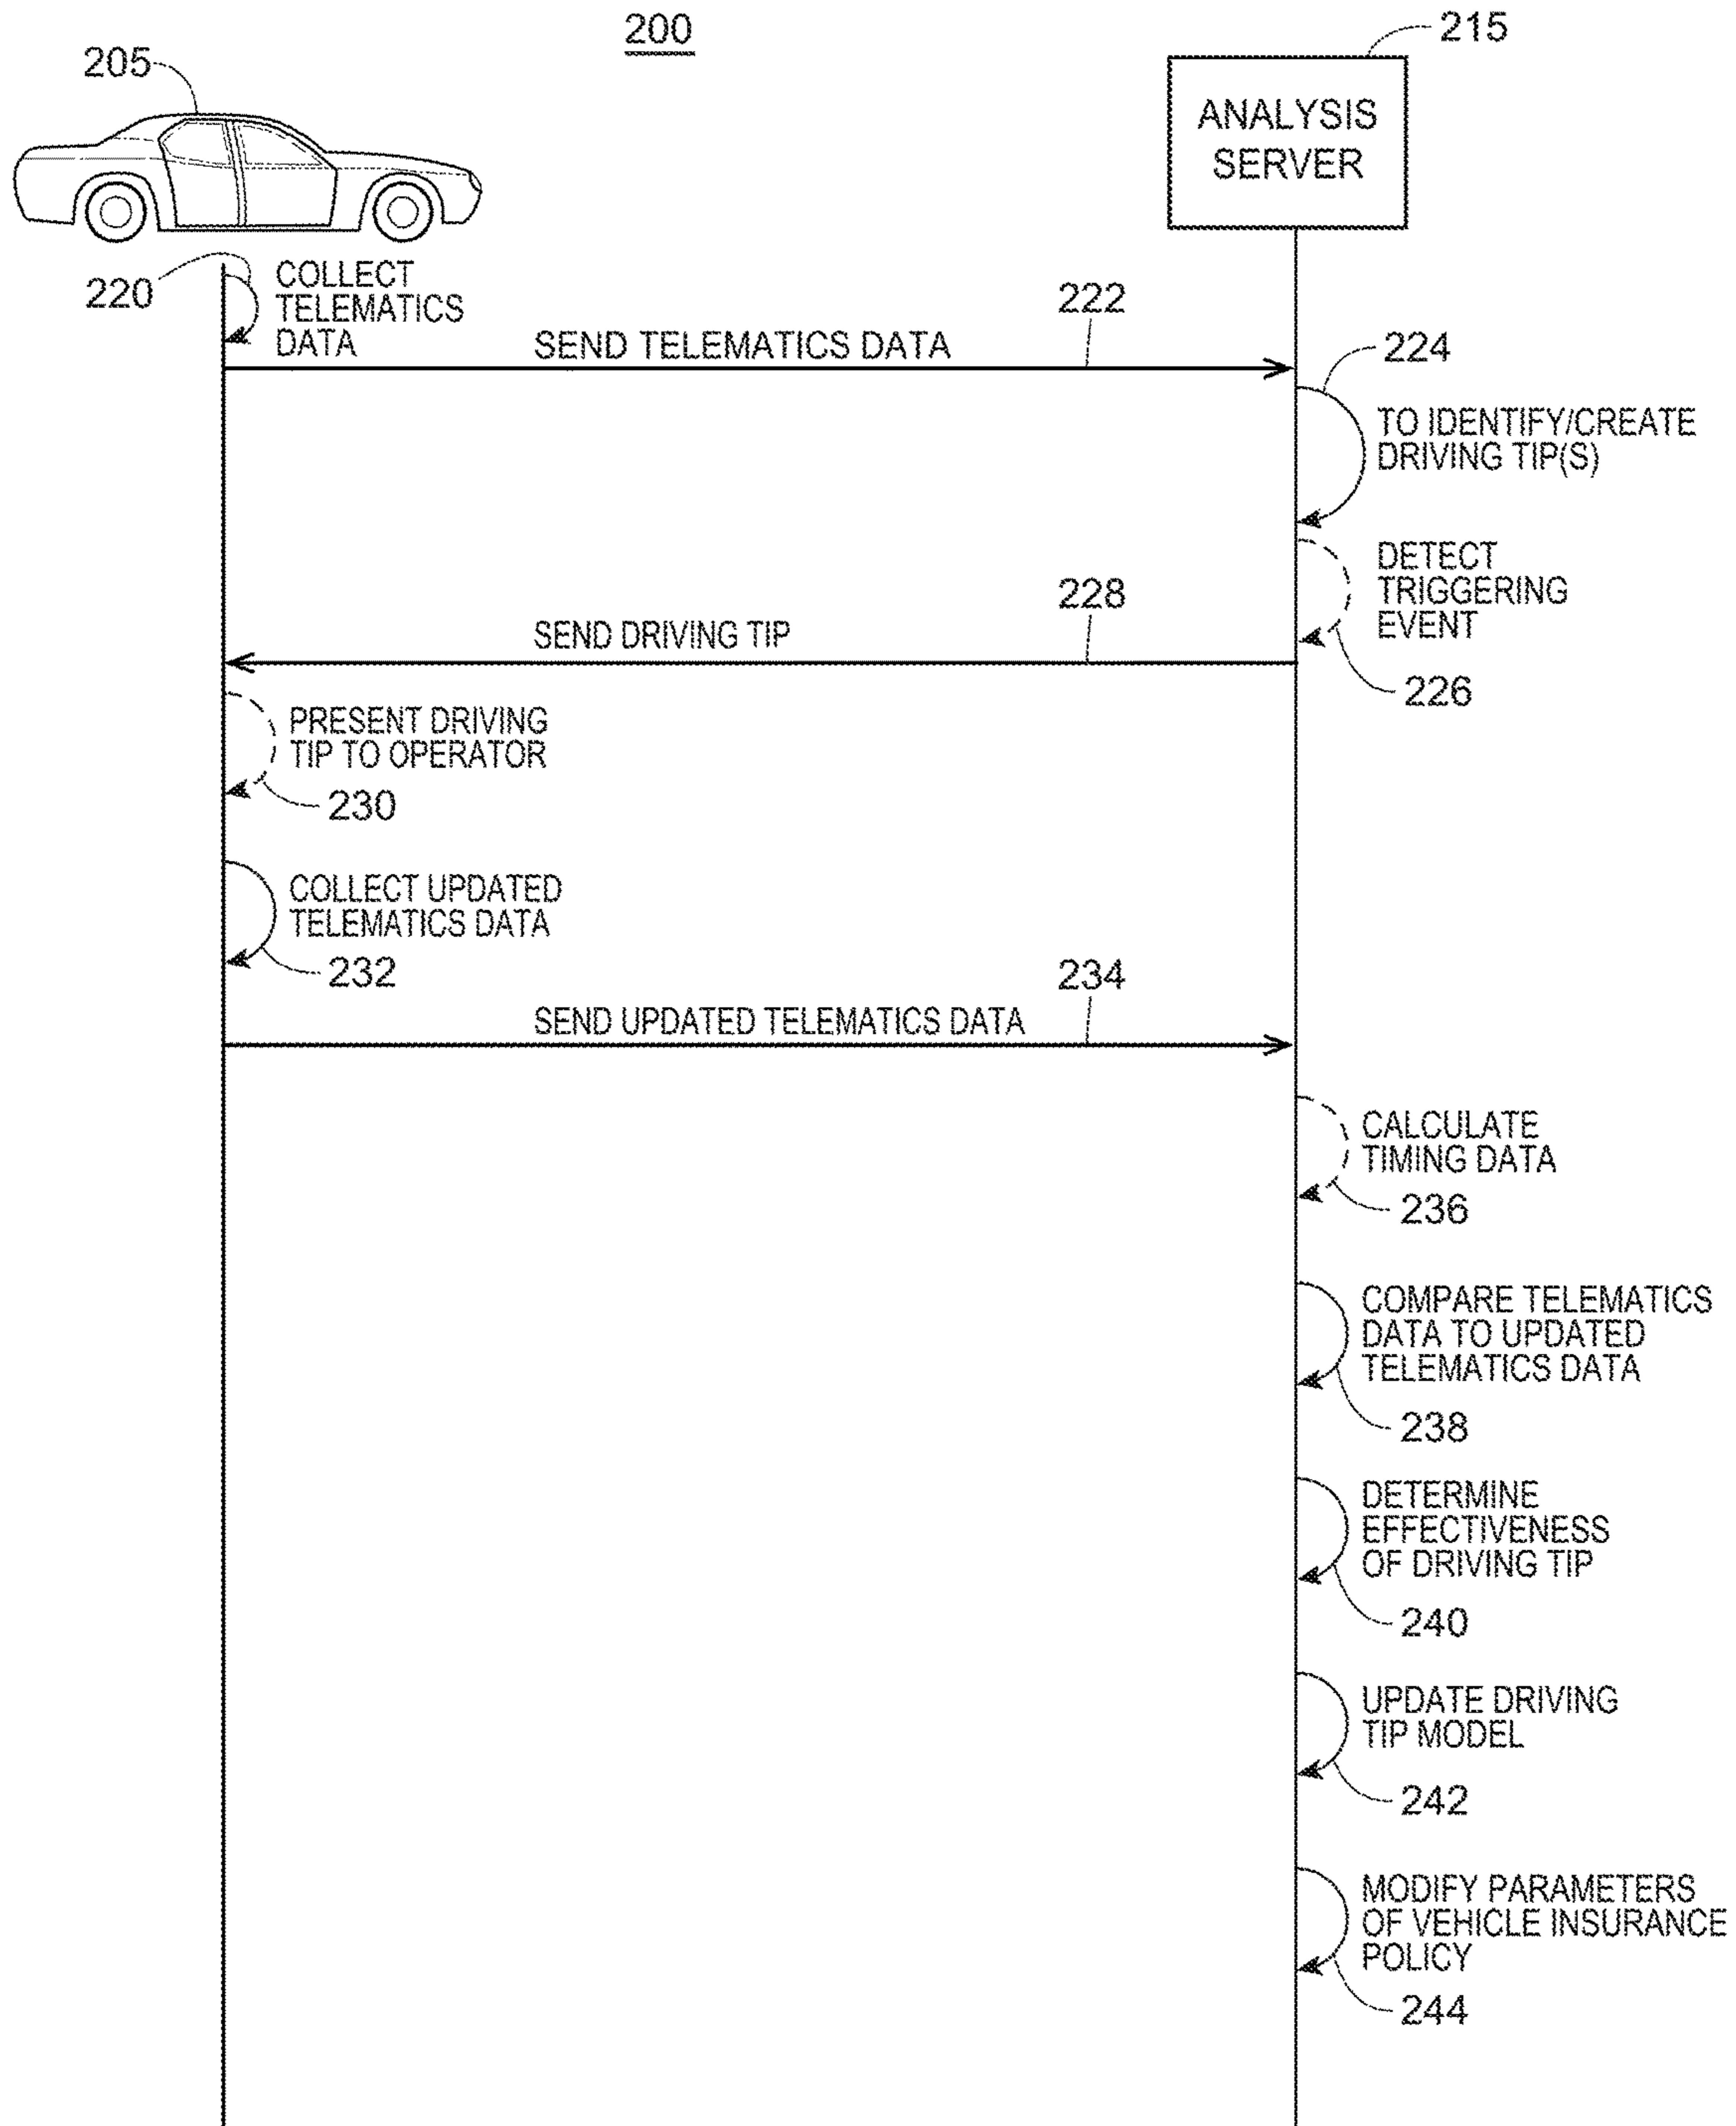 200
205
215
ANALYSIS
SERVER
220
COLLECT
TELEMATICS
DATA
222
SEND TELEMATICS DATA
224
TO IDENTIFY/CREATE
DRIVING TIP(S)
DETECT
TRIGGERING
EVENT
226
228
SEND DRIVING TIP
PRESENT DRIVING
TIP TO OPERATOR
230
COLLECT UPDATED
TELEMATICS DATA
232
234
SEND UPDATED TELEMATICS DATA
CALCULATE
TIMING DATA
236
COMPARE TELEMATICS
DATA TO UPDATED
TELEMATICS DATA
238
DETERMINE
EFFECTIVENESS
OF DRIVING TIP
240
UPDATE DRIVING
TIP MODEL
242
MODIFY PARAMETERS
OF VEHICLE INSURANCE
POLICY
244